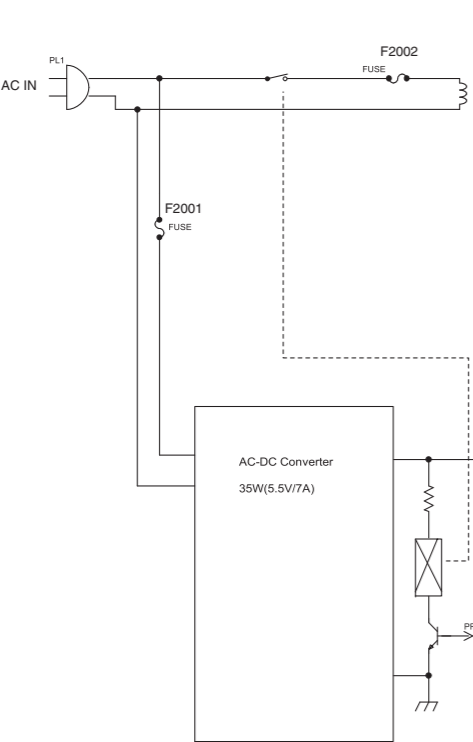 F2002
PL1
FUSE
AC IN
F2001
FUSE
AC-DC Converter
35W(5.5V/7A)